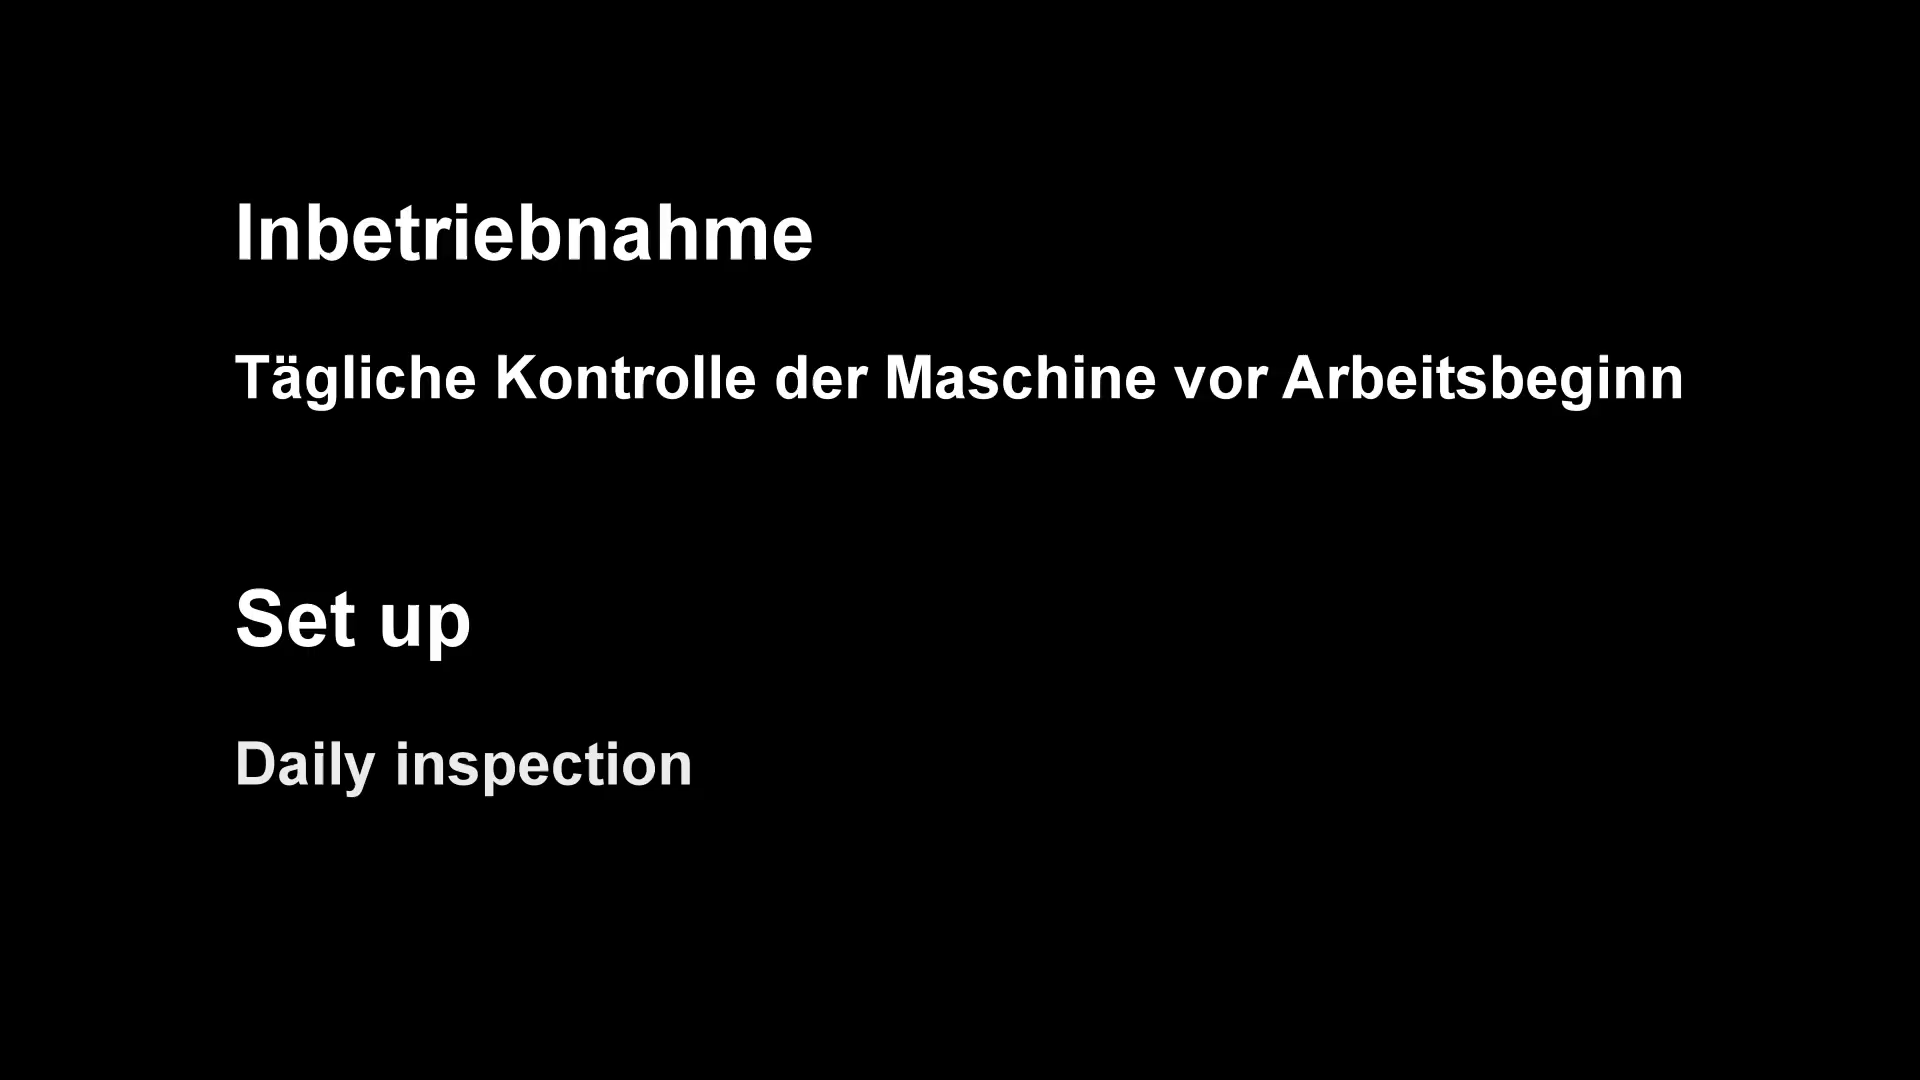 Inbetriebnahme
Tägliche Kontrolle der Maschine vor Arbeitsbeginn
Set up
Daily inspection